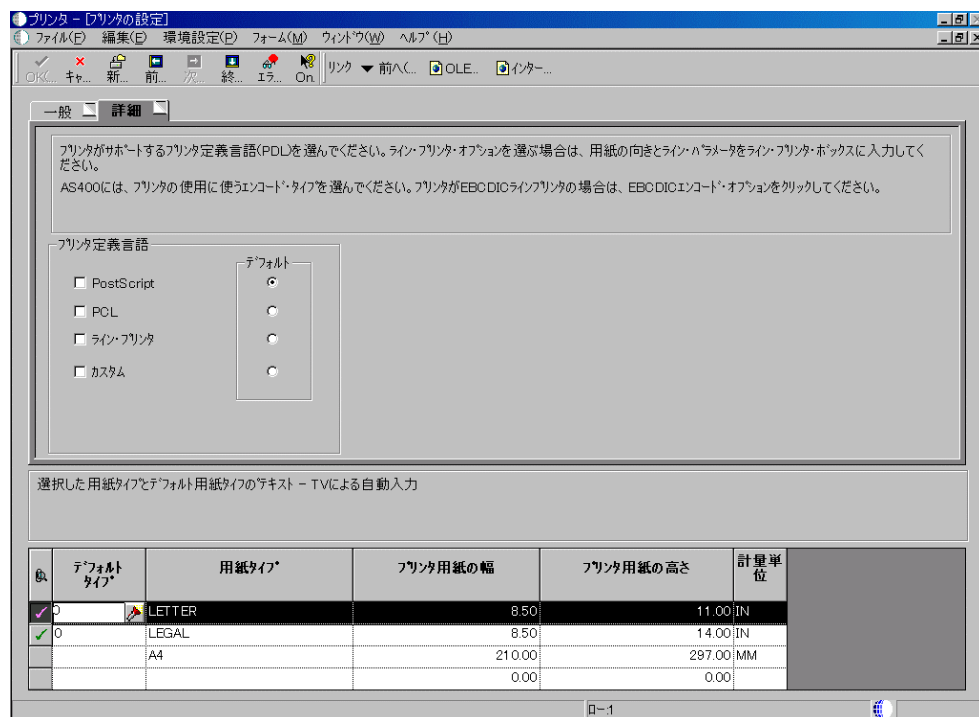 プリンタ - [プリンタの設定]
ファイル(F) 編集(E) 環境設定(P) フォーム(M) ウィンドウ(W) ヘルプ(H)
OK(... キャ... 新... 前... 次... 終... エラ... On. リンク ▼ 前へ(... OLE... インター...
一般 詳細
プリンタがサポートするプリンタ定義言語(PDL)を選んでください。ライン・プリンタ・オプションを選ぶ場合は、用紙の向きとライン・パラメータをライン・プリンタ・ボックスに入力してく
ださい。
AS400には、プリンタの使用に使うエンコード・タイプを選んでください。プリンタがEBCDICラインプリンタの場合は、EBCDICエンコード・オプションをクリックしてください。
プリンタ定義言語
デフォルト
PostScript
PCL
ライン・プリンタ
カスタム
選択した用紙タイプとデフォルト用紙タイプのテキスト - TVによる自動入力
デフォルト
タイプ 用紙タイプ プリンタ用紙の幅 プリンタ用紙の高さ 計量単
位
0 LETTER 8.50 11.00 IN
0 LEGAL 8.50 14.00 IN
A4 210.00 297.00 MM
0.00 0.00
ロー:1